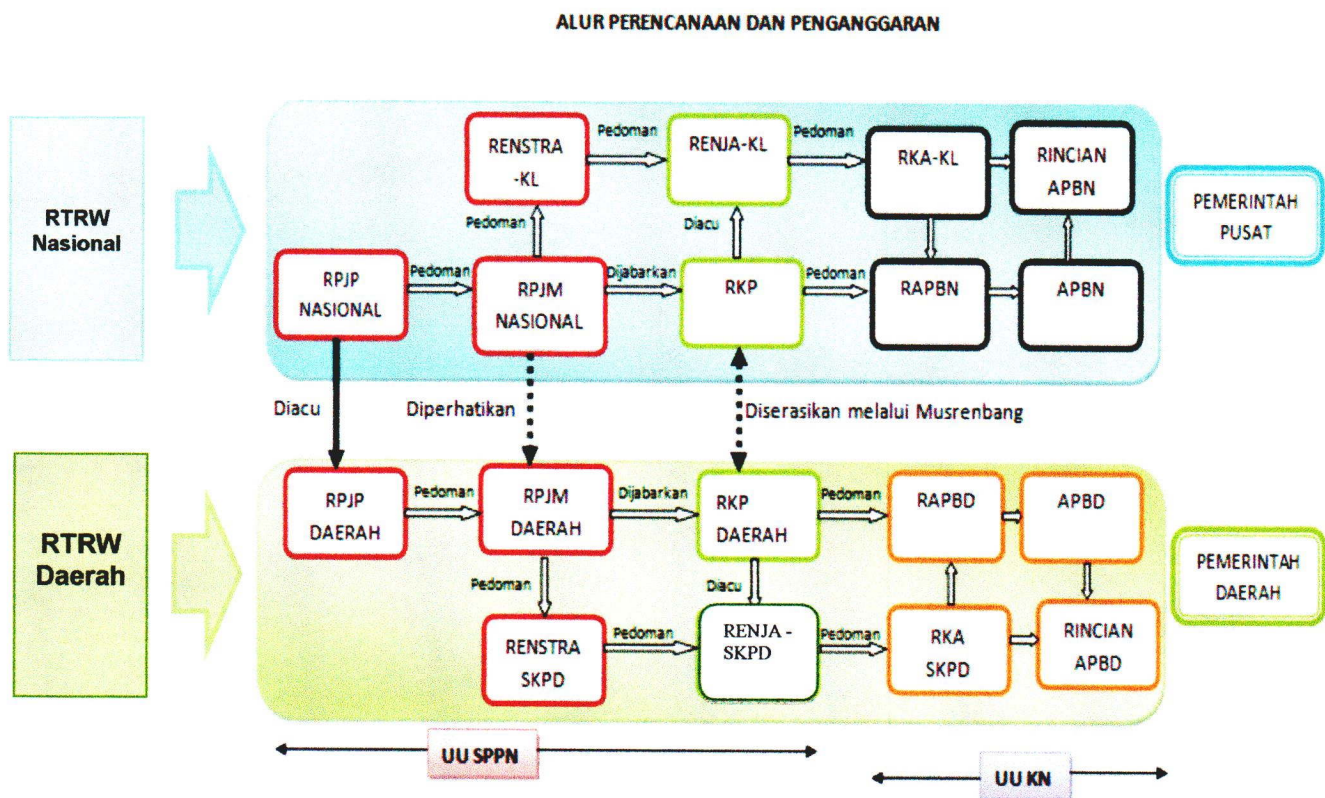 ALUR PERENCANAAN DAN PENGANGGARAN
RTRW
Nasional
RENSTRA
-KL
Pedoman
RENJA-KL
Pedoman
RKA-KL
RINCIAN
APBN
PEMERINTAH
PUSAT
Pedoman
Diacu
RPJP
NASIONAL
Pedoman
RPJM
NASIONAL
Dijabarkan
RKP
Pedoman
RAPBN
APBN
Diacu
Diperhatikan
Diserasikan melalui Musrenbang
RTRW
Daerah
RPJP
DAERAH
Pedoman
RPJM
DAERAH
Dijabarkan
RKP
DAERAH
Pedoman
RAPBD
APBD
PEMERINTAH
DAERAH
Pedoman
Diacu
RENSTRA
SKPD
Pedoman
RENJA -
SKPD
Pedoman
RKA
SKPD
RINCIAN
APBD
UU SPPN
UU KN